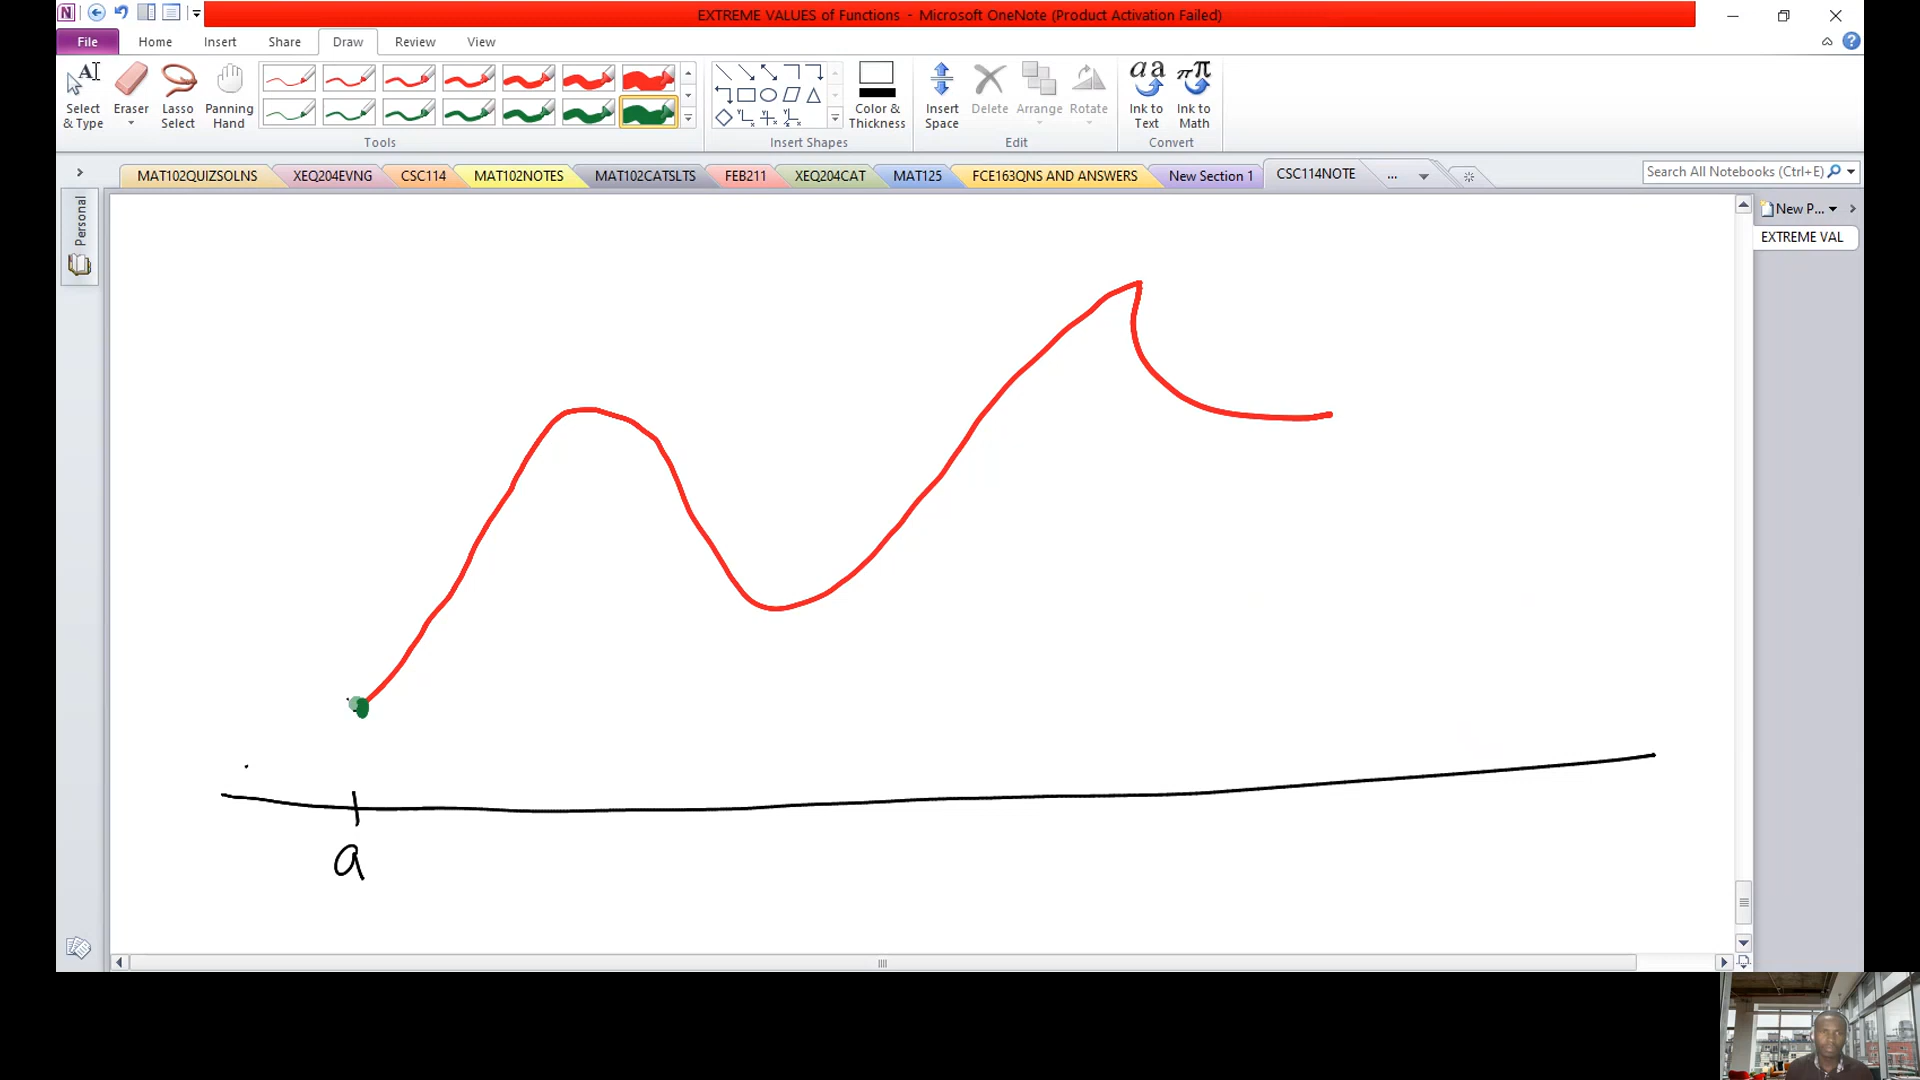 EXTREME VALUES of Functions - Microsoft OneNote (Product Activation Failed)
File Home Insert Share Draw Review View
Select & Type
Eraser
Lasso Select
Panning Hand
Color & Thickness
Insert Space
Delete
Arrange
Rotate
Ink to Text
Ink to Math
Tools
Insert Shapes
Edit
Convert
MAT102QUIZSOLNS XEQ204EVNG CSC114 MAT102NOTES MAT102CATSLTS FEB211 XEQ204CAT MAT125 FCE163QNS AND ANSWERS New Section 1 CSC114NOTE ...
Search All Notebooks (Ctrl+E)
Personal
New P...
EXTREME VAL
a